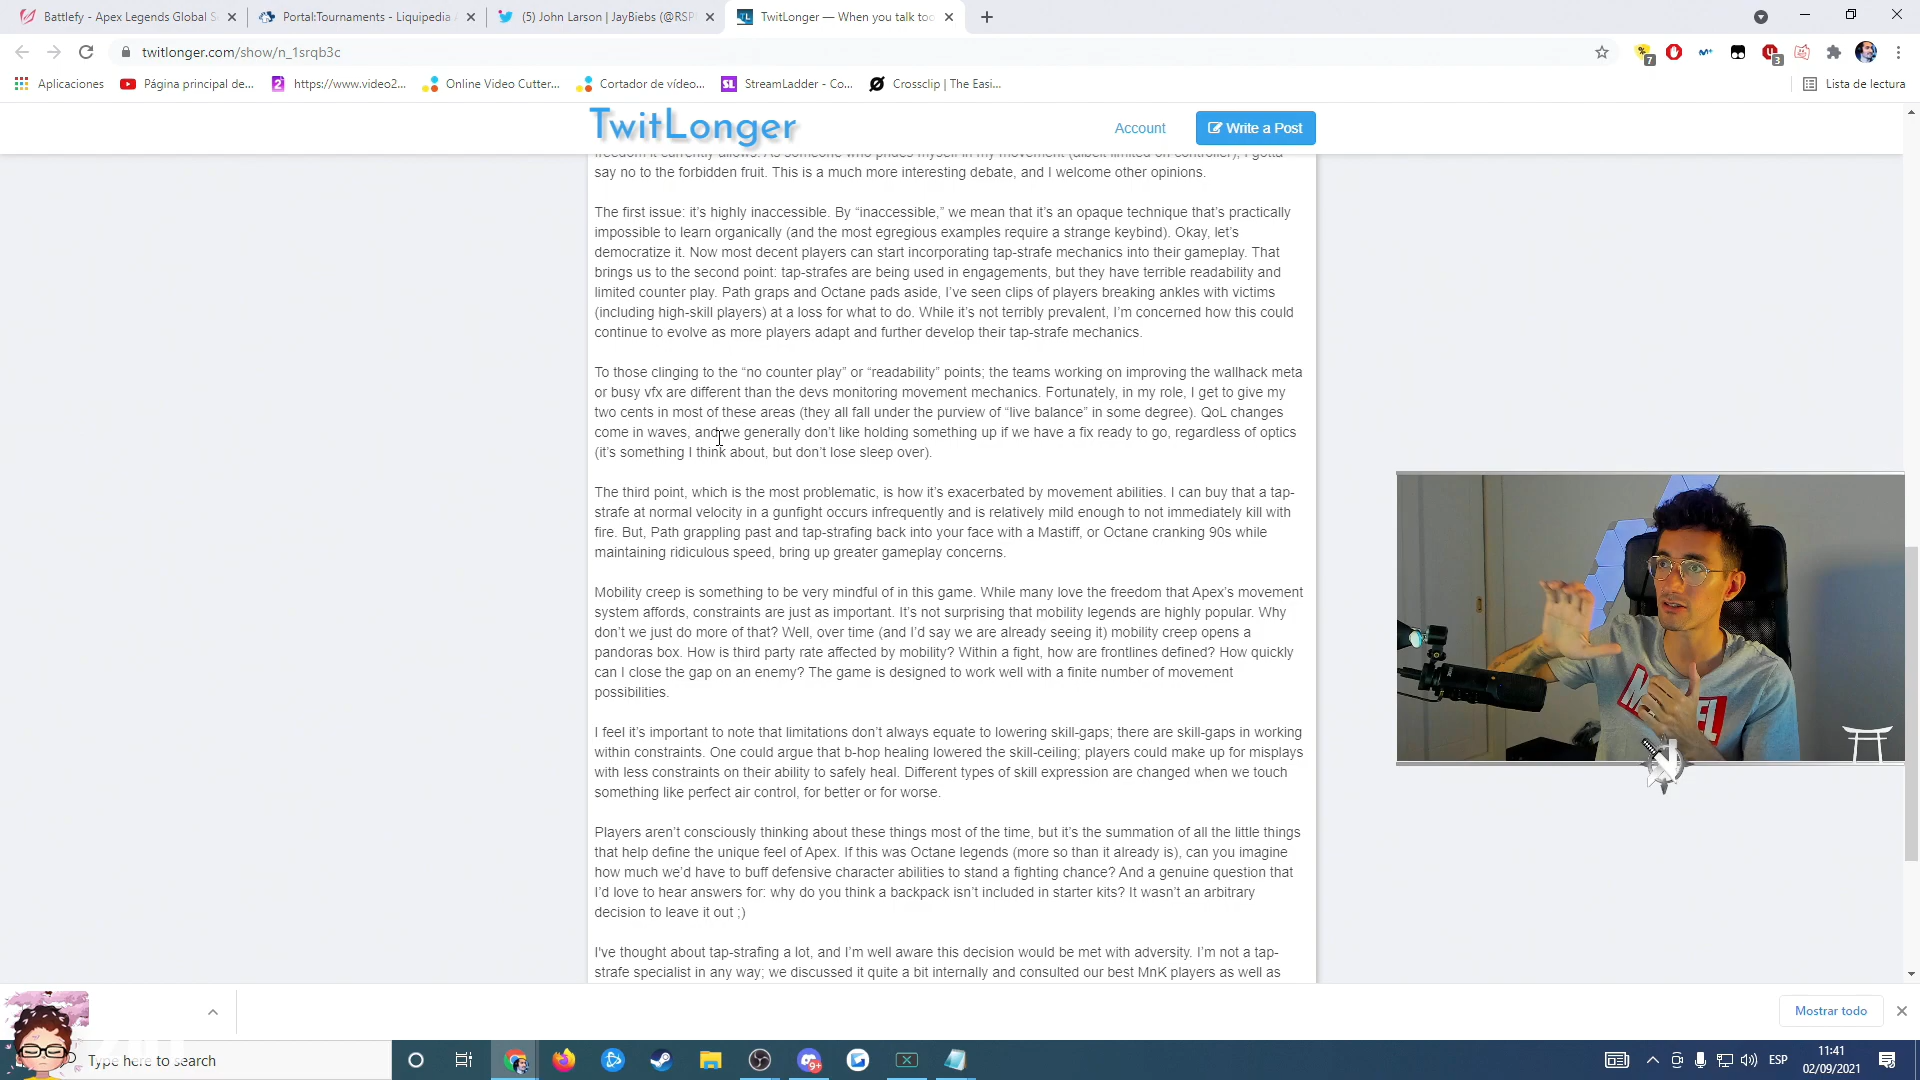 Battlefy - Apex Legends Global S
Portal:Tournaments - Liquipedia A
(5) John Larson | JayBiebs (@RSP
TwitLonger — When you talk too
twitlonger.com/show/n_1srqb3c
7
3
Aplicaciones
Página principal de...
https://www.video2...
Online Video Cutter...
Cortador de vídeo...
StreamLadder - Co...
Crossclip | The Easi...
Lista de lectura
TwitLonger
Account
Write a Post
freedom it currently allows. As someone who prides myself in my movement (albeit limited on controller), I gotta
say no to the forbidden fruit. This is a much more interesting debate, and I welcome other opinions.
The first issue: it’s highly inaccessible. By “inaccessible,” we mean that it’s an opaque technique that’s practically
impossible to learn organically (and the most egregious examples require a strange keybind). Okay, let’s
democratize it. Now most decent players can start incorporating tap-strafe mechanics into their gameplay. That
brings us to the second point: tap-strafes are being used in engagements, but they have terrible readability and
limited counter play. Path graps and Octane pads aside, I’ve seen clips of players breaking ankles with victims
(including high-skill players) at a loss for what to do. While it’s not terribly prevalent, I’m concerned how this could
continue to evolve as more players adapt and further develop their tap-strafe mechanics.
To those clinging to the “no counter play” or “readability” points; the teams working on improving the wallhack meta
or busy vfx are different than the devs monitoring movement mechanics. Fortunately, in my role, I get to give my
two cents in most of these areas (they all fall under the purview of “live balance” in some degree). QoL changes
come in waves, and we generally don’t like holding something up if we have a fix ready to go, regardless of optics
(it’s something I think about, but don’t lose sleep over).
The third point, which is the most problematic, is how it’s exacerbated by movement abilities. I can buy that a tap-
strafe at normal velocity in a gunfight occurs infrequently and is relatively mild enough to not immediately kill with
fire. But, Path grappling past and tap-strafing back into your face with a Mastiff, or Octane cranking 90s while
maintaining ridiculous speed, bring up greater gameplay concerns.
Mobility creep is something to be very mindful of in this game. While many love the freedom that Apex’s movement
system affords, constraints are just as important. It’s not surprising that mobility legends are highly popular. Why
don’t we just do more of that? Well, over time (and I’d say we are already seeing it) mobility creep opens a
pandoras box. How is third party rate affected by mobility? Within a fight, how are frontlines defined? How quickly
can I close the gap on an enemy? The game is designed to work well with a finite number of movement
possibilities.
I feel it’s important to note that limitations don’t always equate to lowering skill-gaps; there are skill-gaps in working
within constraints. One could argue that b-hop healing lowered the skill-ceiling; players could make up for misplays
with less constraints on their ability to safely heal. Different types of skill expression are changed when we touch
something like perfect air control, for better or for worse.
Players aren’t consciously thinking about these things most of the time, but it’s the summation of all the little things
that help define the unique feel of Apex. If this was Octane legends (more so than it already is), can you imagine
how much we’d have to buff defensive character abilities to stand a fighting chance? And a genuine question that
I’d love to hear answers for: why do you think a backpack isn’t included in starter kits? It wasn’t an arbitrary
decision to leave it out ;)
I've thought about tap-strafing a lot, and I’m well aware this decision would be met with adversity. I’m not a tap-
strafe specialist in any way; we discussed it quite a bit internally and consulted our best MnK players as well as
Mostrar todo
Type here to search
9+
ESP
11:41
02/09/2021